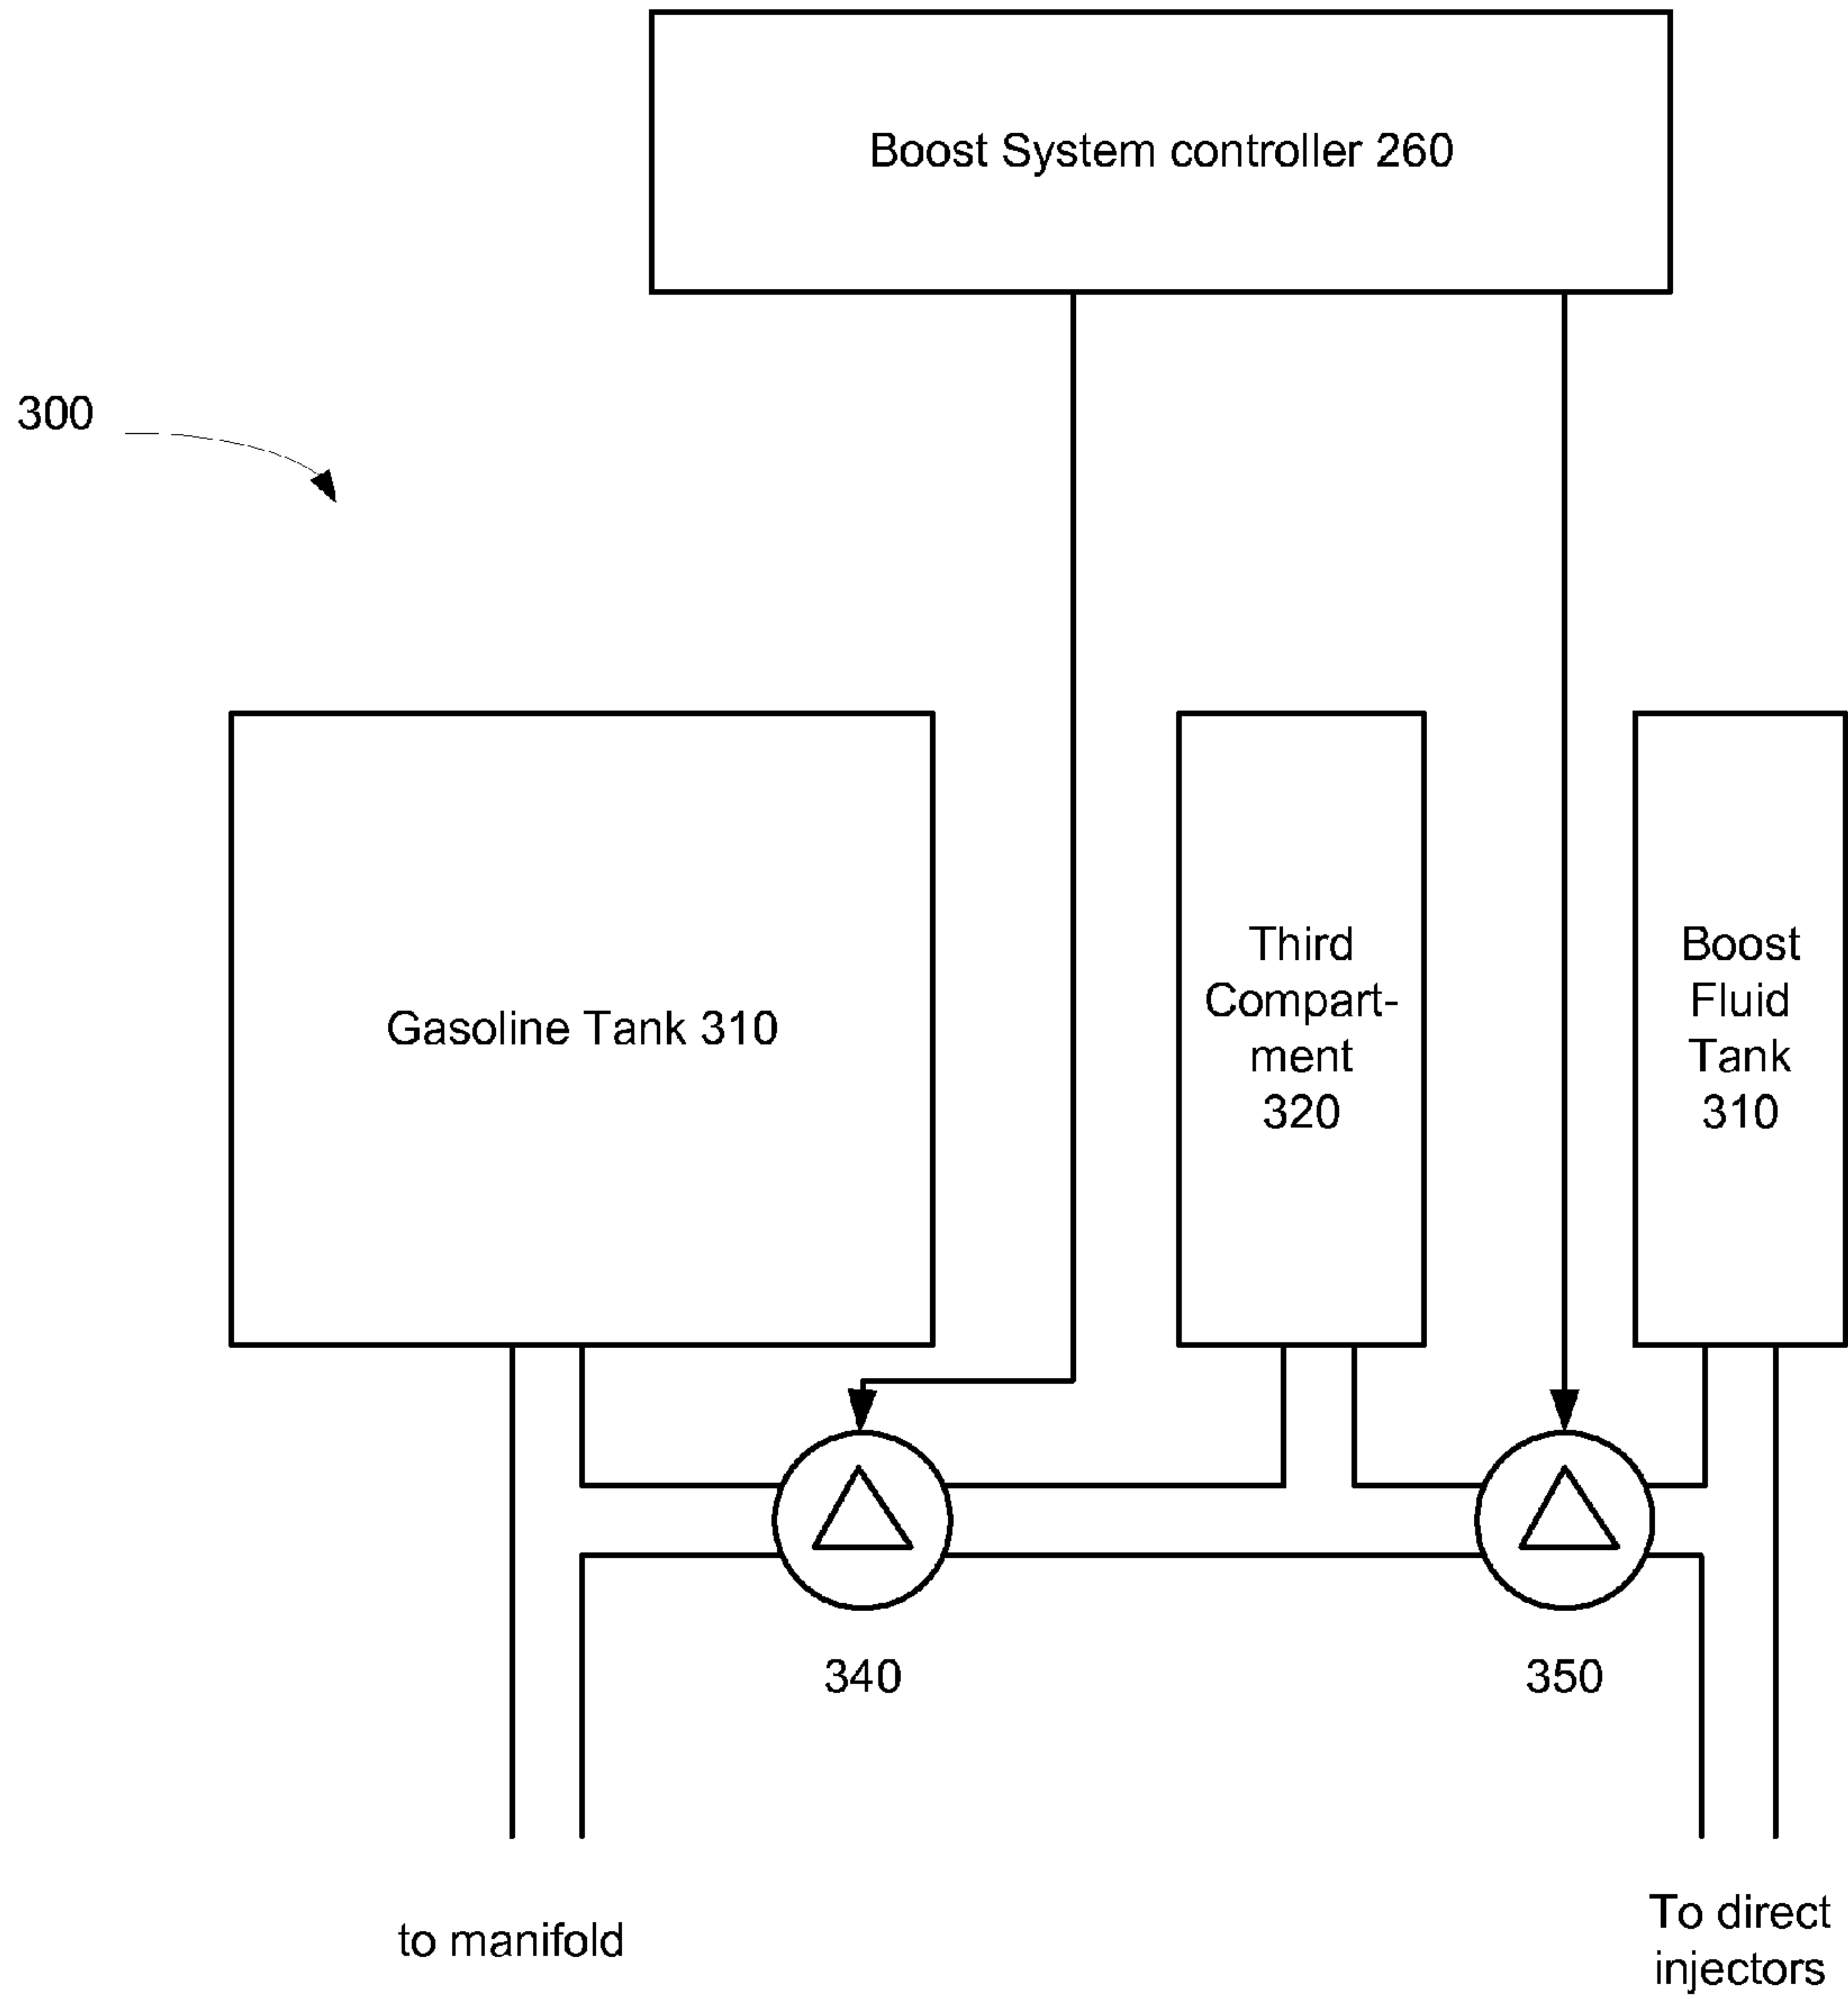 Boost System controller 260
300
Gasoline Tank 310
Third
Compart-
ment
320
Boost
Fluid
Tank
310
340
350
to manifold
To direct
injectors